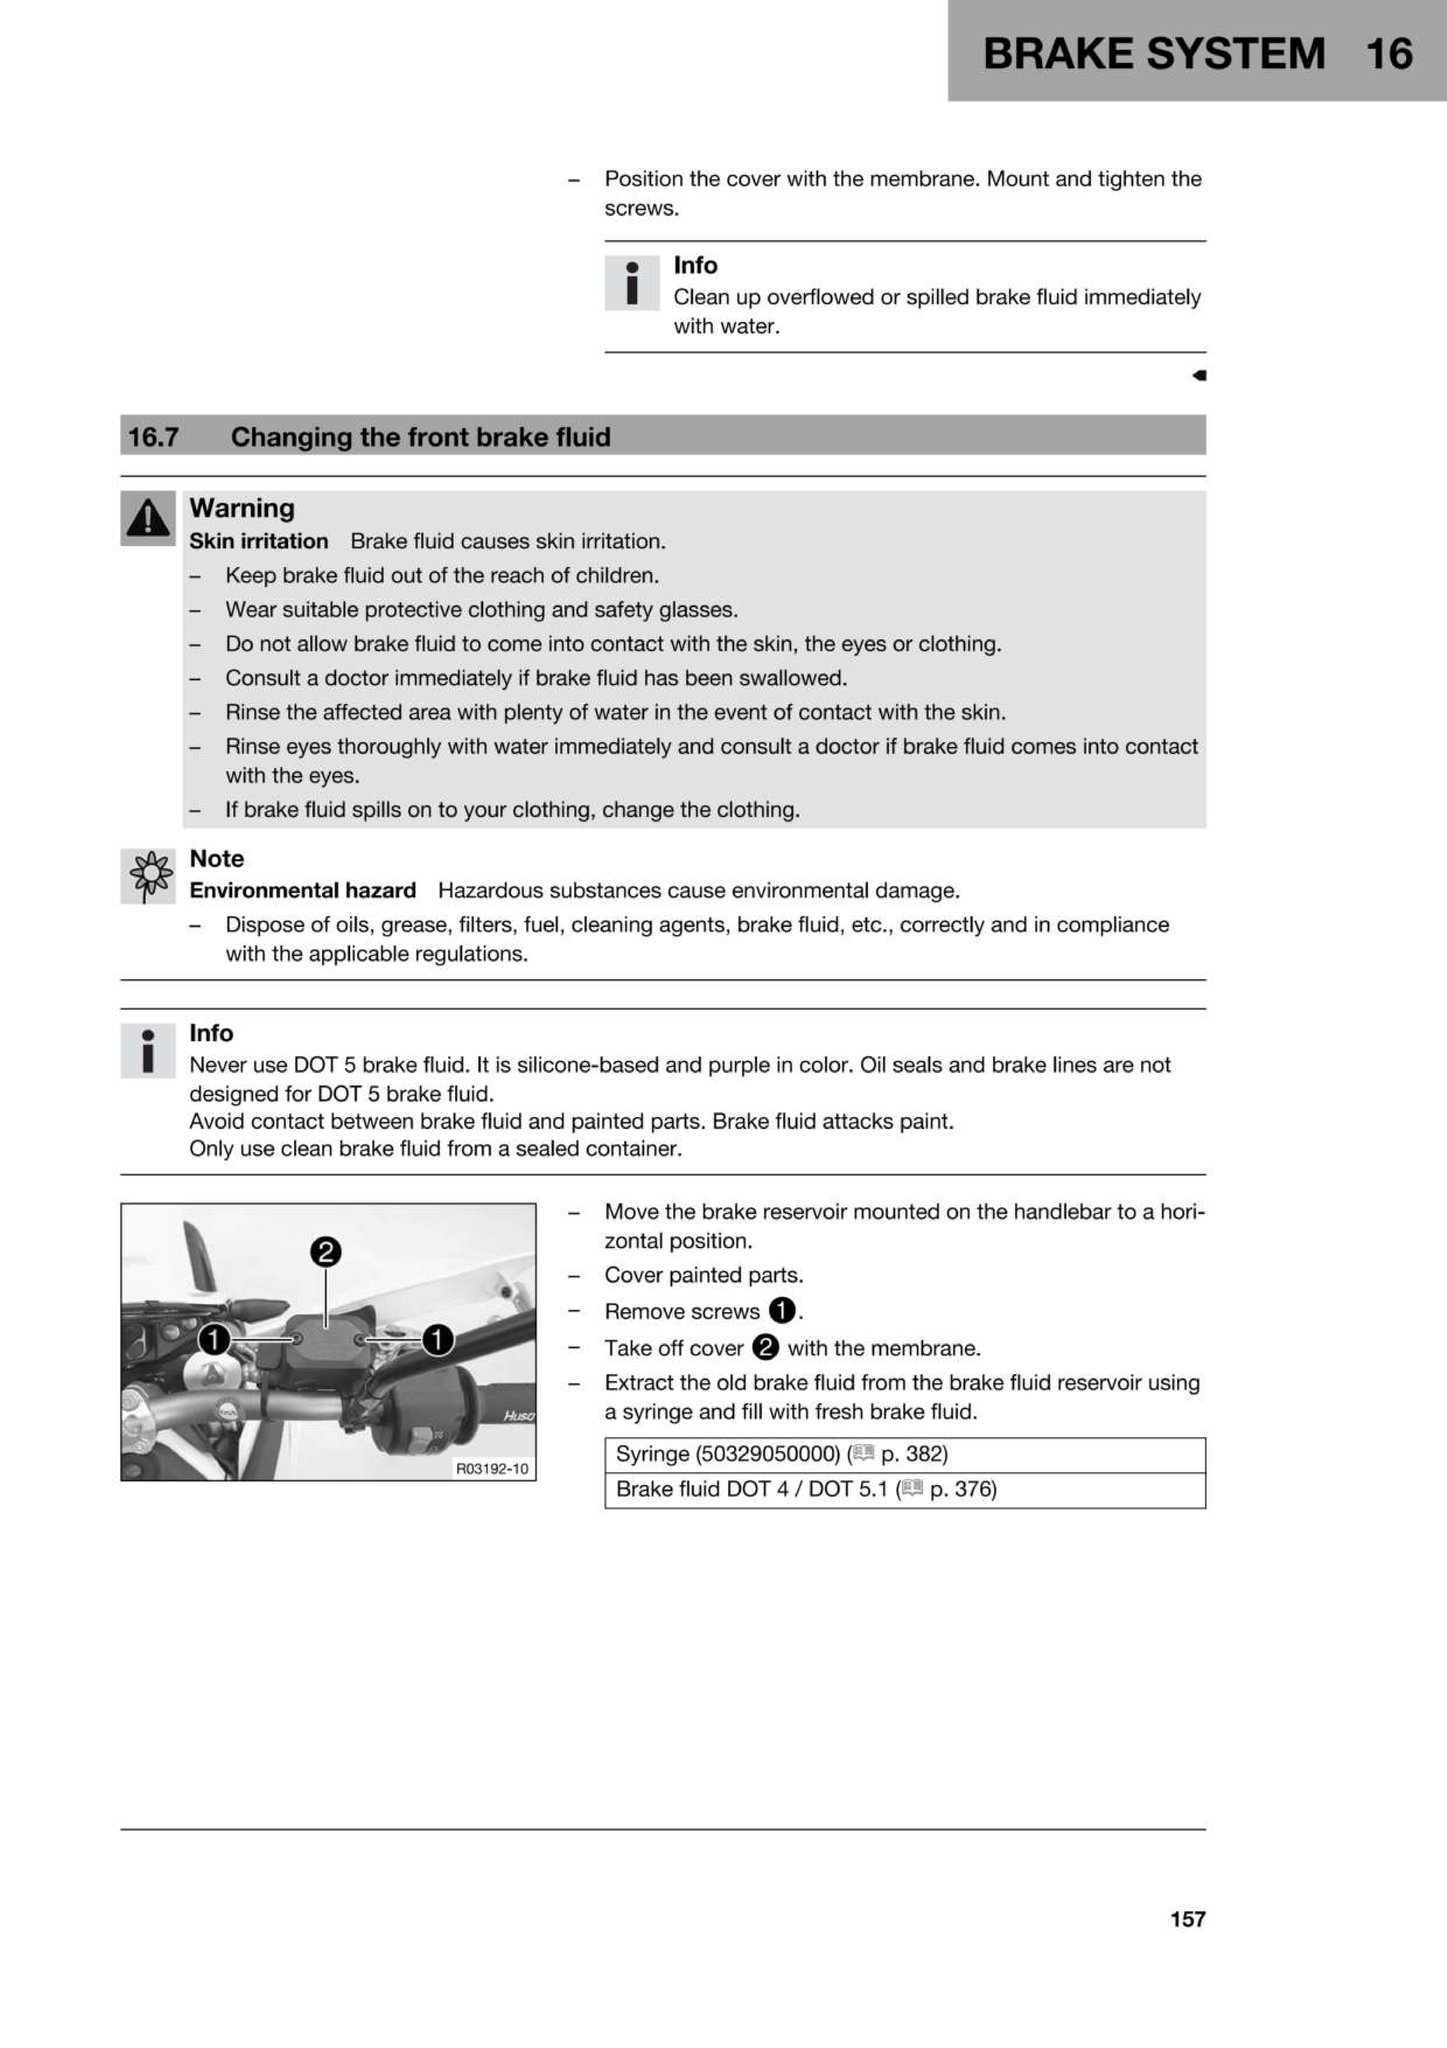 BRAKE SYSTEM 16
– Position the cover with the membrane. Mount and tighten the
screws.
Info
Clean up overflowed or spilled brake fluid immediately
with water.
16.7 Changing the front brake fluid
Warning
Skin irritation Brake fluid causes skin irritation.
– Keep brake fluid out of the reach of children.
– Wear suitable protective clothing and safety glasses.
– Do not allow brake fluid to come into contact with the skin, the eyes or clothing.
– Consult a doctor immediately if brake fluid has been swallowed.
– Rinse the affected area with plenty of water in the event of contact with the skin.
– Rinse eyes thoroughly with water immediately and consult a doctor if brake fluid comes into contact
with the eyes.
– If brake fluid spills on to your clothing, change the clothing.
Note
Environmental hazard Hazardous substances cause environmental damage.
– Dispose of oils, grease, filters, fuel, cleaning agents, brake fluid, etc., correctly and in compliance
with the applicable regulations.
Info
Never use DOT 5 brake fluid. It is silicone-based and purple in color. Oil seals and brake lines are not
designed for DOT 5 brake fluid.
Avoid contact between brake fluid and painted parts. Brake fluid attacks paint.
Only use clean brake fluid from a sealed container.
2
1 1
Husq
R03192-10
– Move the brake reservoir mounted on the handlebar to a hori-
zontal position.
– Cover painted parts.
– Remove screws 1.
– Take off cover 2 with the membrane.
– Extract the old brake fluid from the brake fluid reservoir using
a syringe and fill with fresh brake fluid.
Syringe (50329050000) ( p. 382)
Brake fluid DOT 4 / DOT 5.1 ( p. 376)
157